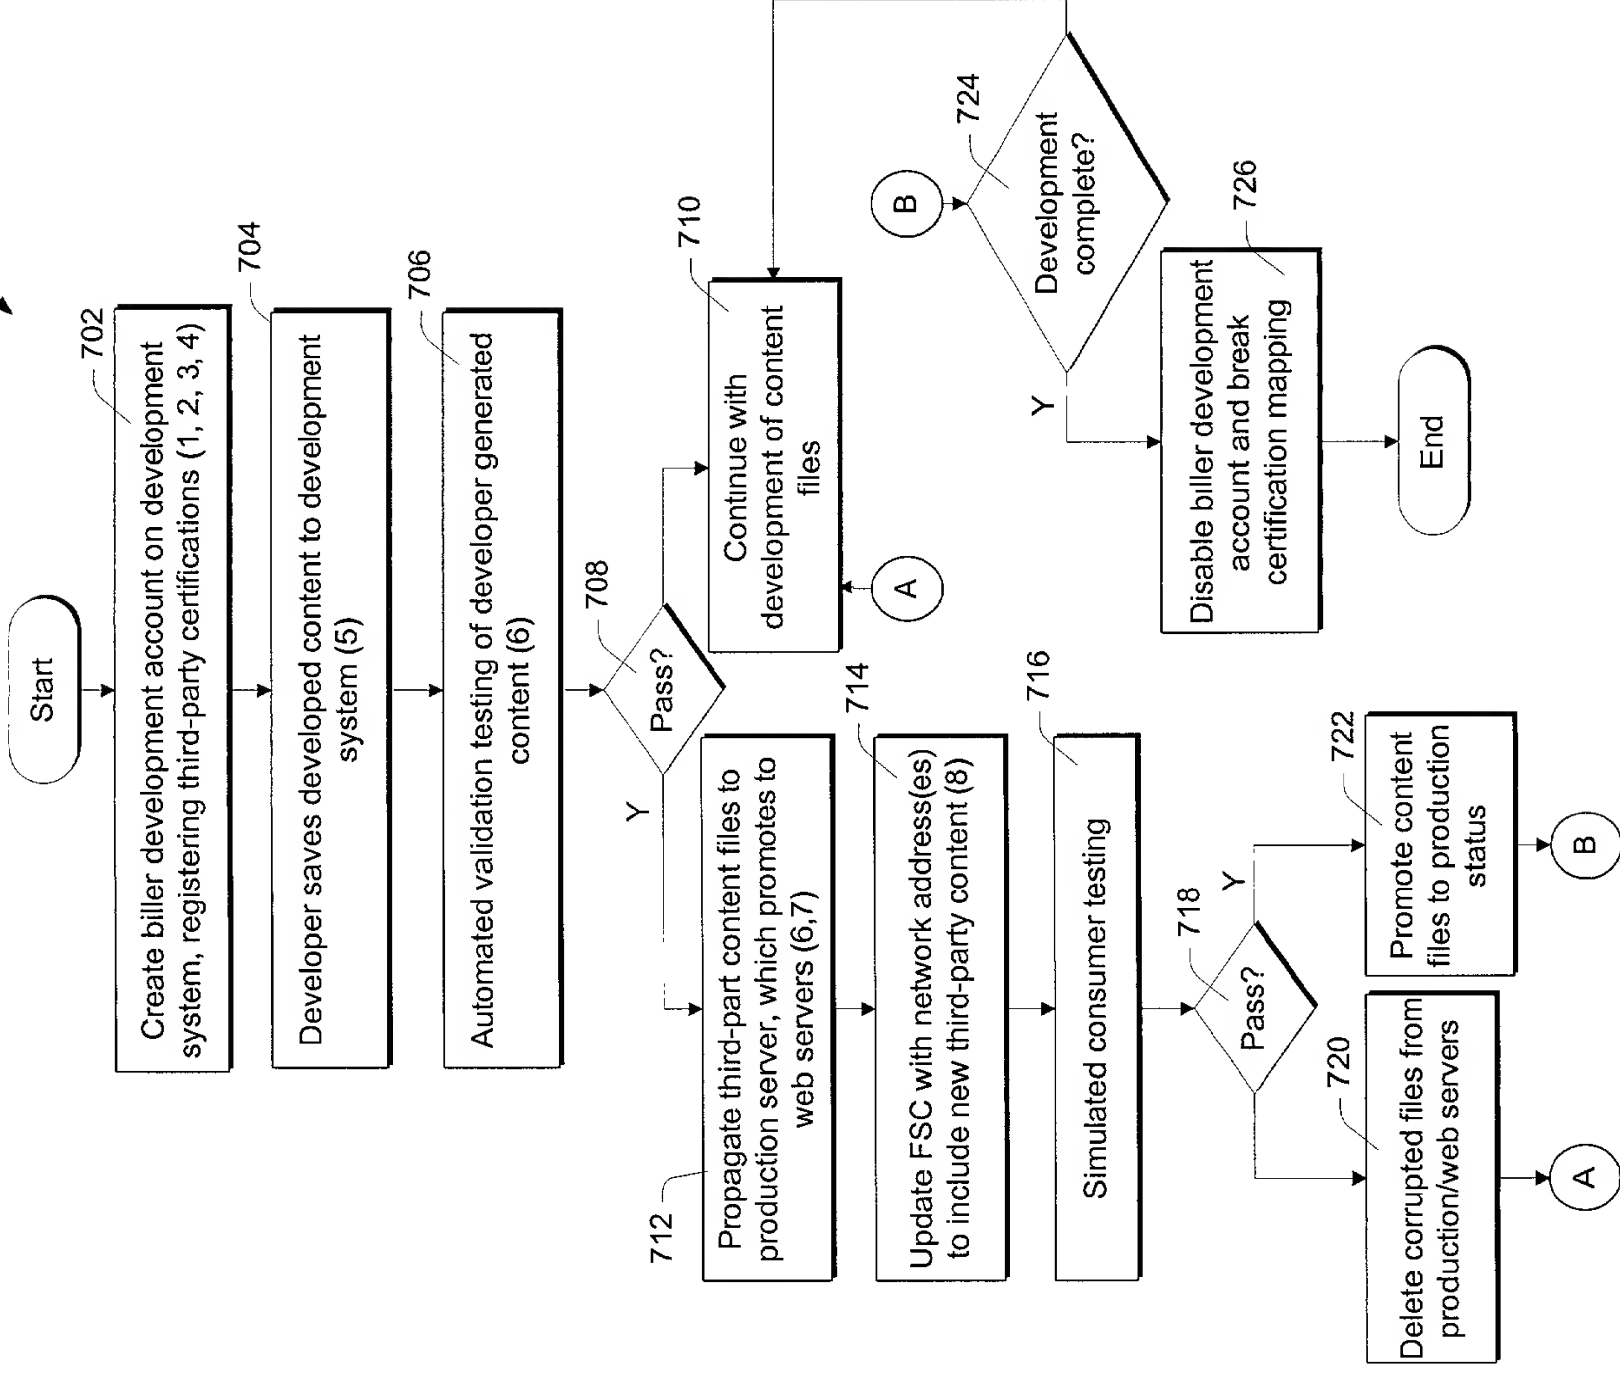 Start
702
Create biller development account on development
system, registering third-party certifications (1, 2, 3, 4)
704
Developer saves developed content to development
system (5)
706
Automated validation testing of developer generated
content (6)
708
Pass?
Y
710
Continue with
development of content
files
A
712
Propagate third-part content files to
production server, which promotes to
web servers (6,7)
714
Update FSC with network address(es)
to include new third-party content (8)
716
Simulated consumer testing
718
Pass?
Y
720
Delete corrupted files from
production/web servers
A
722
Promote content
files to production
status
B
B
724
Development
complete?
Y
726
Disable biller development
account and break
certification mapping
End